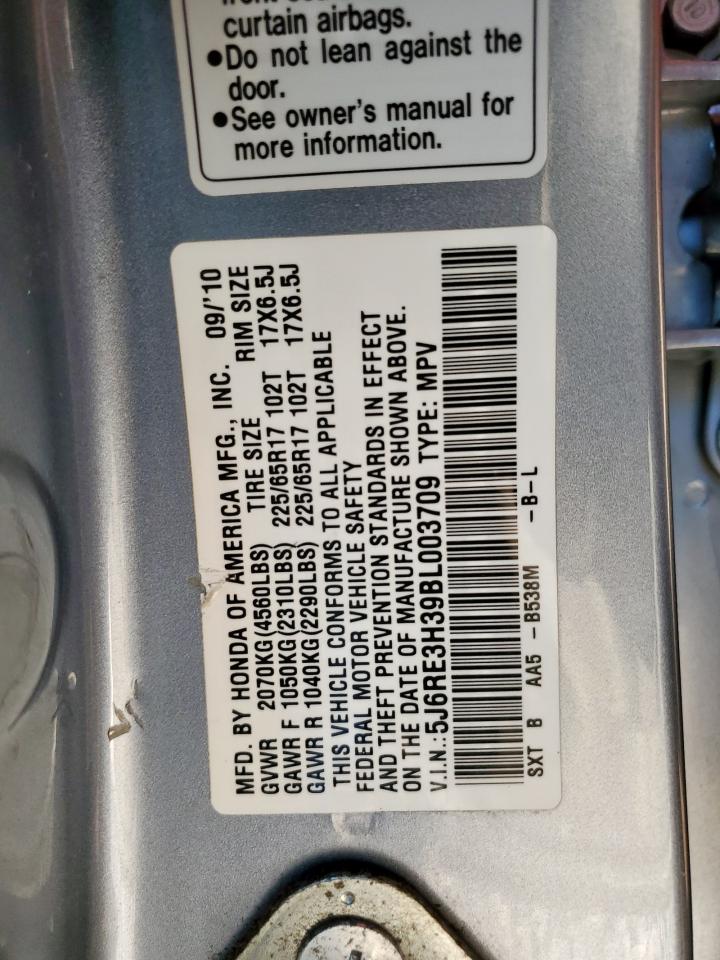 curtain airbags.
●Do not lean against the
door.
●See owner's manual for
more information.
MFD. BY HONDA OF AMERICA MFG., INC. 09/'10
GVWR 2070KG(4560LBS) TIRE SIZE RIM SIZE
GAWR F 1050KG(2310LBS) 225/65R17 102T 17X6.5J
GAWR R 1040KG(2290LBS) 225/65R17 102T 17X6.5J
THIS VEHICLE CONFORMS TO ALL APPLICABLE
FEDERAL MOTOR VEHICLE SAFETY
AND THEFT PREVENTION STANDARDS IN EFFECT
ON THE DATE OF MANUFACTURE SHOWN ABOVE.
V.I.N.:5J6RE3H39BL003709 TYPE: MPV
SXT B AA5 -B538M -B-L